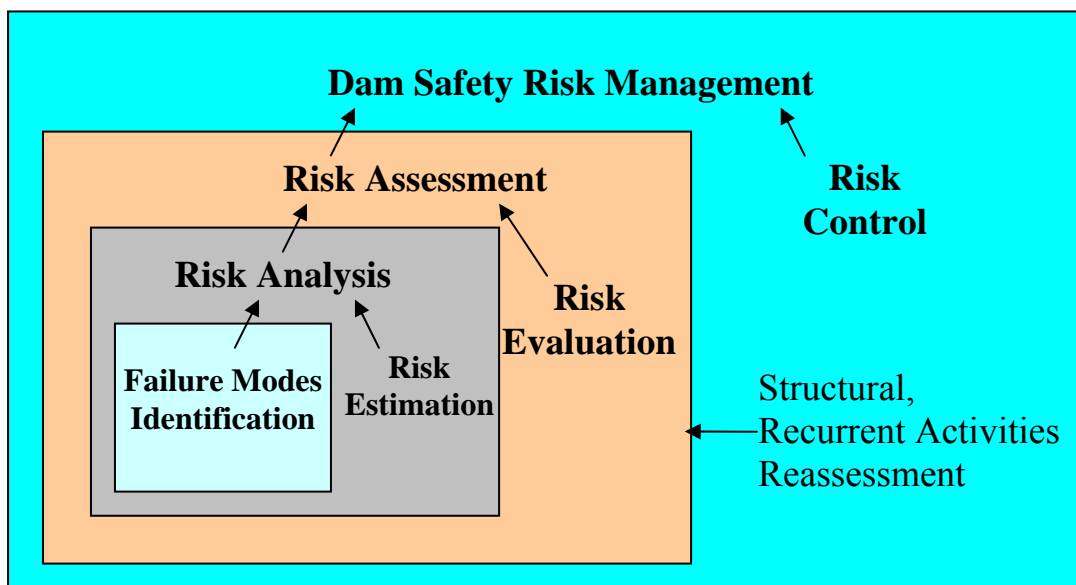 Dam Safety Risk Management
Risk Assessment
Risk
Control
Risk Analysis
Risk
Evaluation
Failure Modes
Identification
Risk
Estimation
Structural,
Recurrent Activities
Reassessment